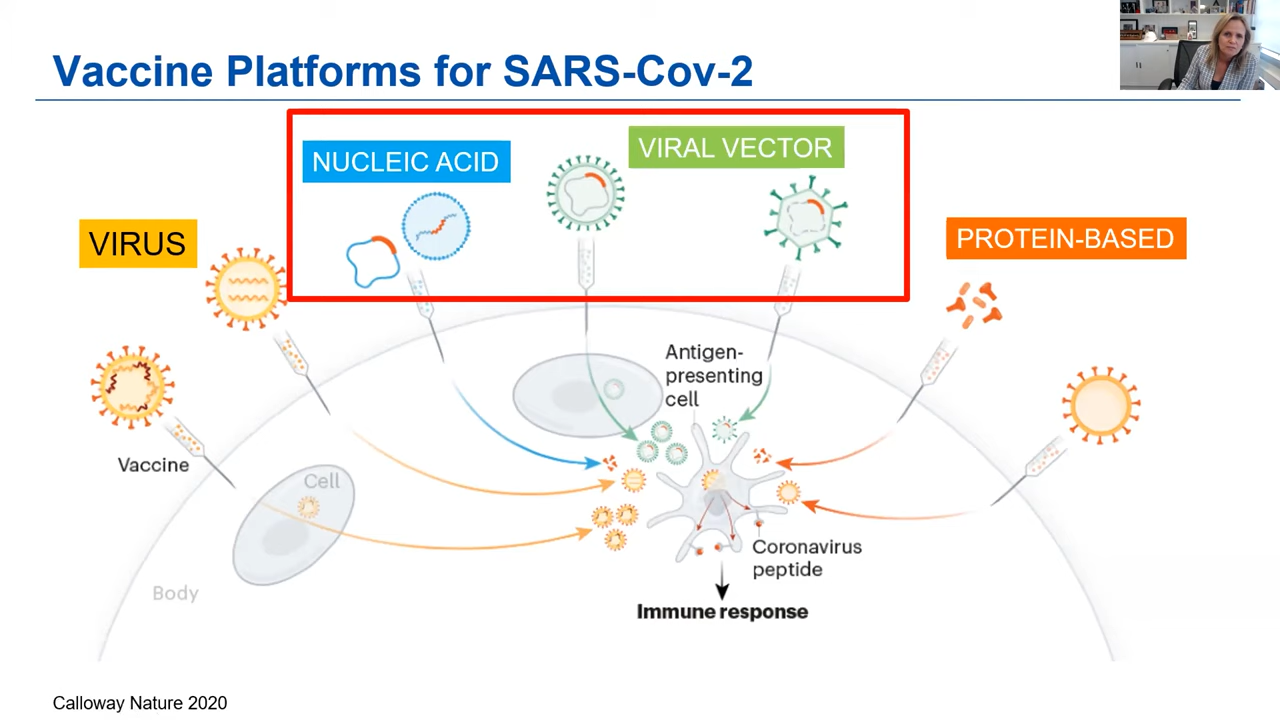 Vaccine Platforms for SARS-Cov-2
NUCLEIC ACID
VIRAL VECTOR
VIRUS
PROTEIN-BASED
Antigen-
presenting
cell
Vaccine
Cell
Coronavirus
peptide
Body
Immune response
Calloway Nature 2020